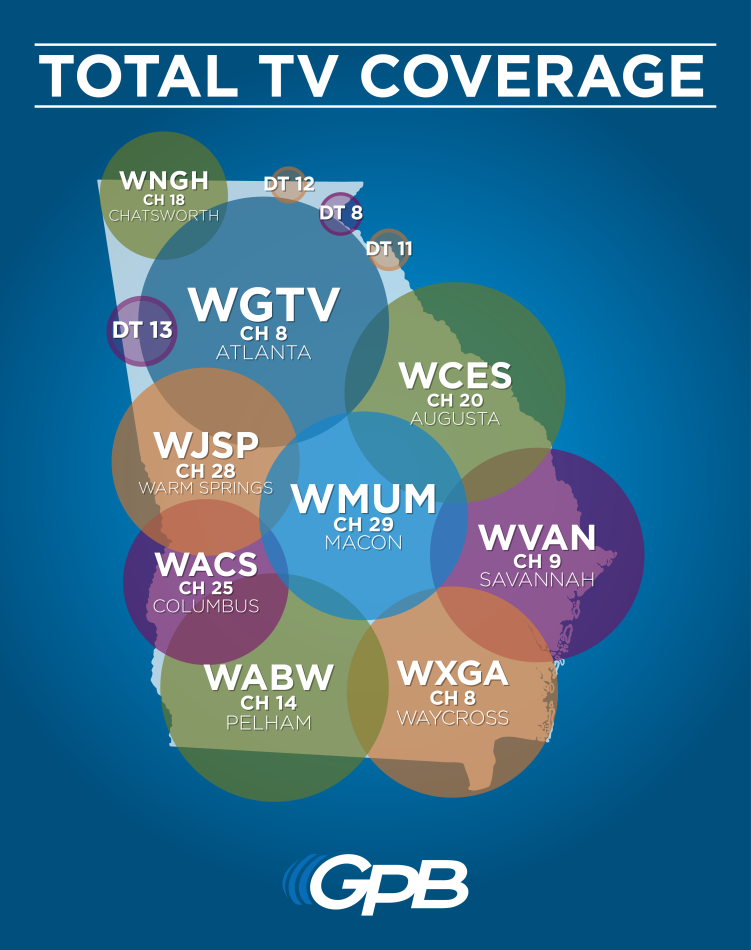 TOTAL TV COVERAGE
WNGH
CH 18
CHATSWORTH
DT 12
DT 8
DT 11
WGTV
CH 8
ATLANTA
DT 13
WCES
CH 20
AUGUSTA
WJSP
CH 28
WARM SPRINGS
WMUM
CH 29
MACON
WVAN
CH 9
SAVANNAH
WACS
CH 25
COLUMBUS
WABW
CH 14
PELHAM
WXGA
CH 8
WAYCROSS
GPB